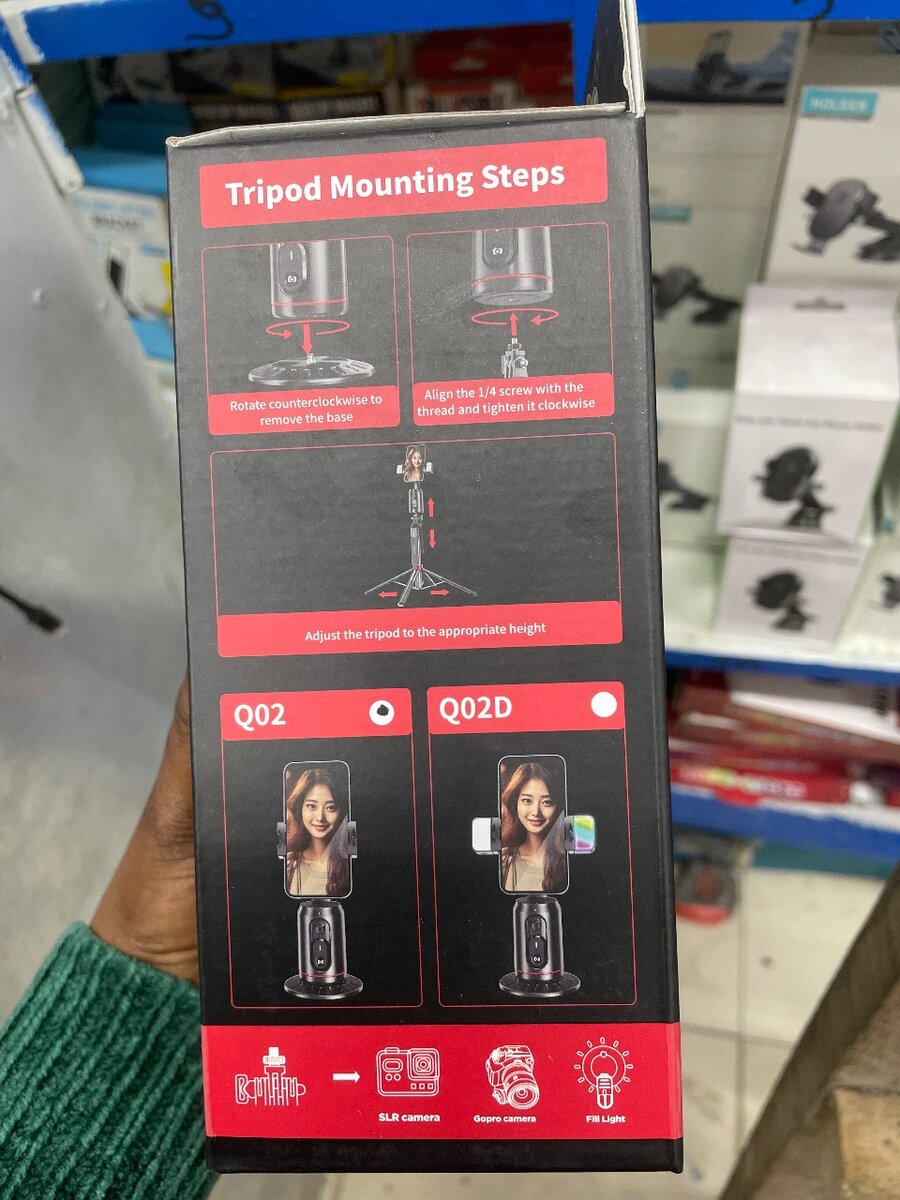 Tripod Mounting Steps
Rotate counterclockwise to
remove the base
Align the 1/4 screw with the
thread and tighten it clockwise
Adjust the tripod to the appropriate height
Q02
Q02D
SLR camera
Gopro camera
Fill Light
HOLDER